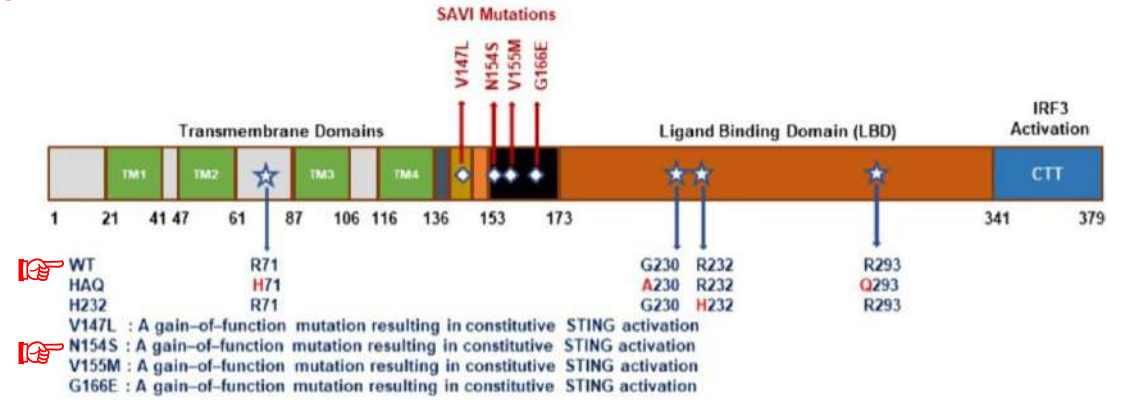 SAVI Mutations
V147L N154S V155M G166E
Transmembrane Domains Ligand Binding Domain (LBD) IRF3 Activation
TM1 TM2 TM3 TM4 CTT
1 21 41 47 61 87 106 116 136 153 173 341 379
WT R71 G230 R232 R293
HAQ H71 A230 R232 Q293
H232 R71 G230 H232 R293
V147L : A gain-of-function mutation resulting in constitutive STING activation
N154S : A gain-of-function mutation resulting in constitutive STING activation
V155M : A gain-of-function mutation resulting in constitutive STING activation
G166E : A gain-of-function mutation resulting in constitutive STING activation